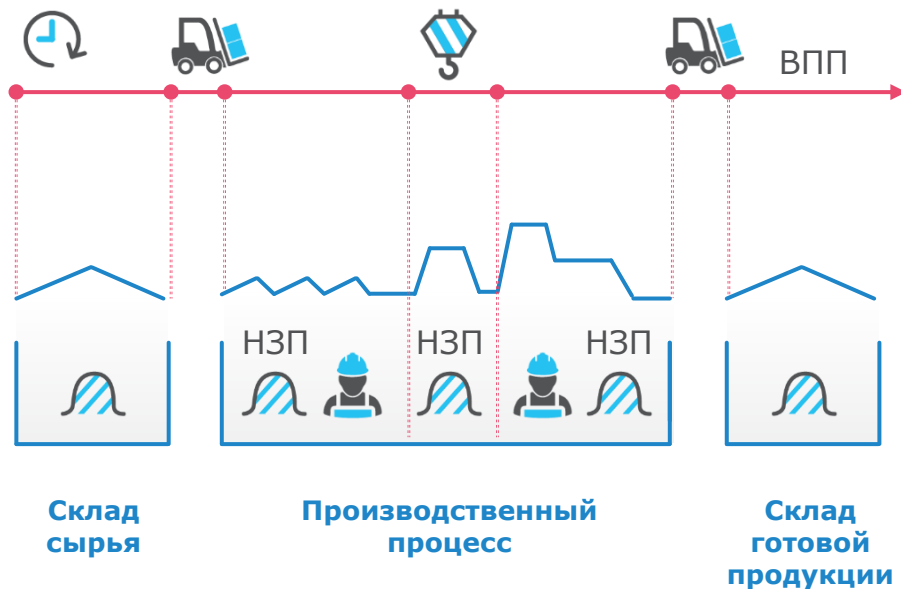 ВПП
НЗП
НЗП
НЗП
Склад
сырья
Производственный
процесс
Склад
готовой
продукции